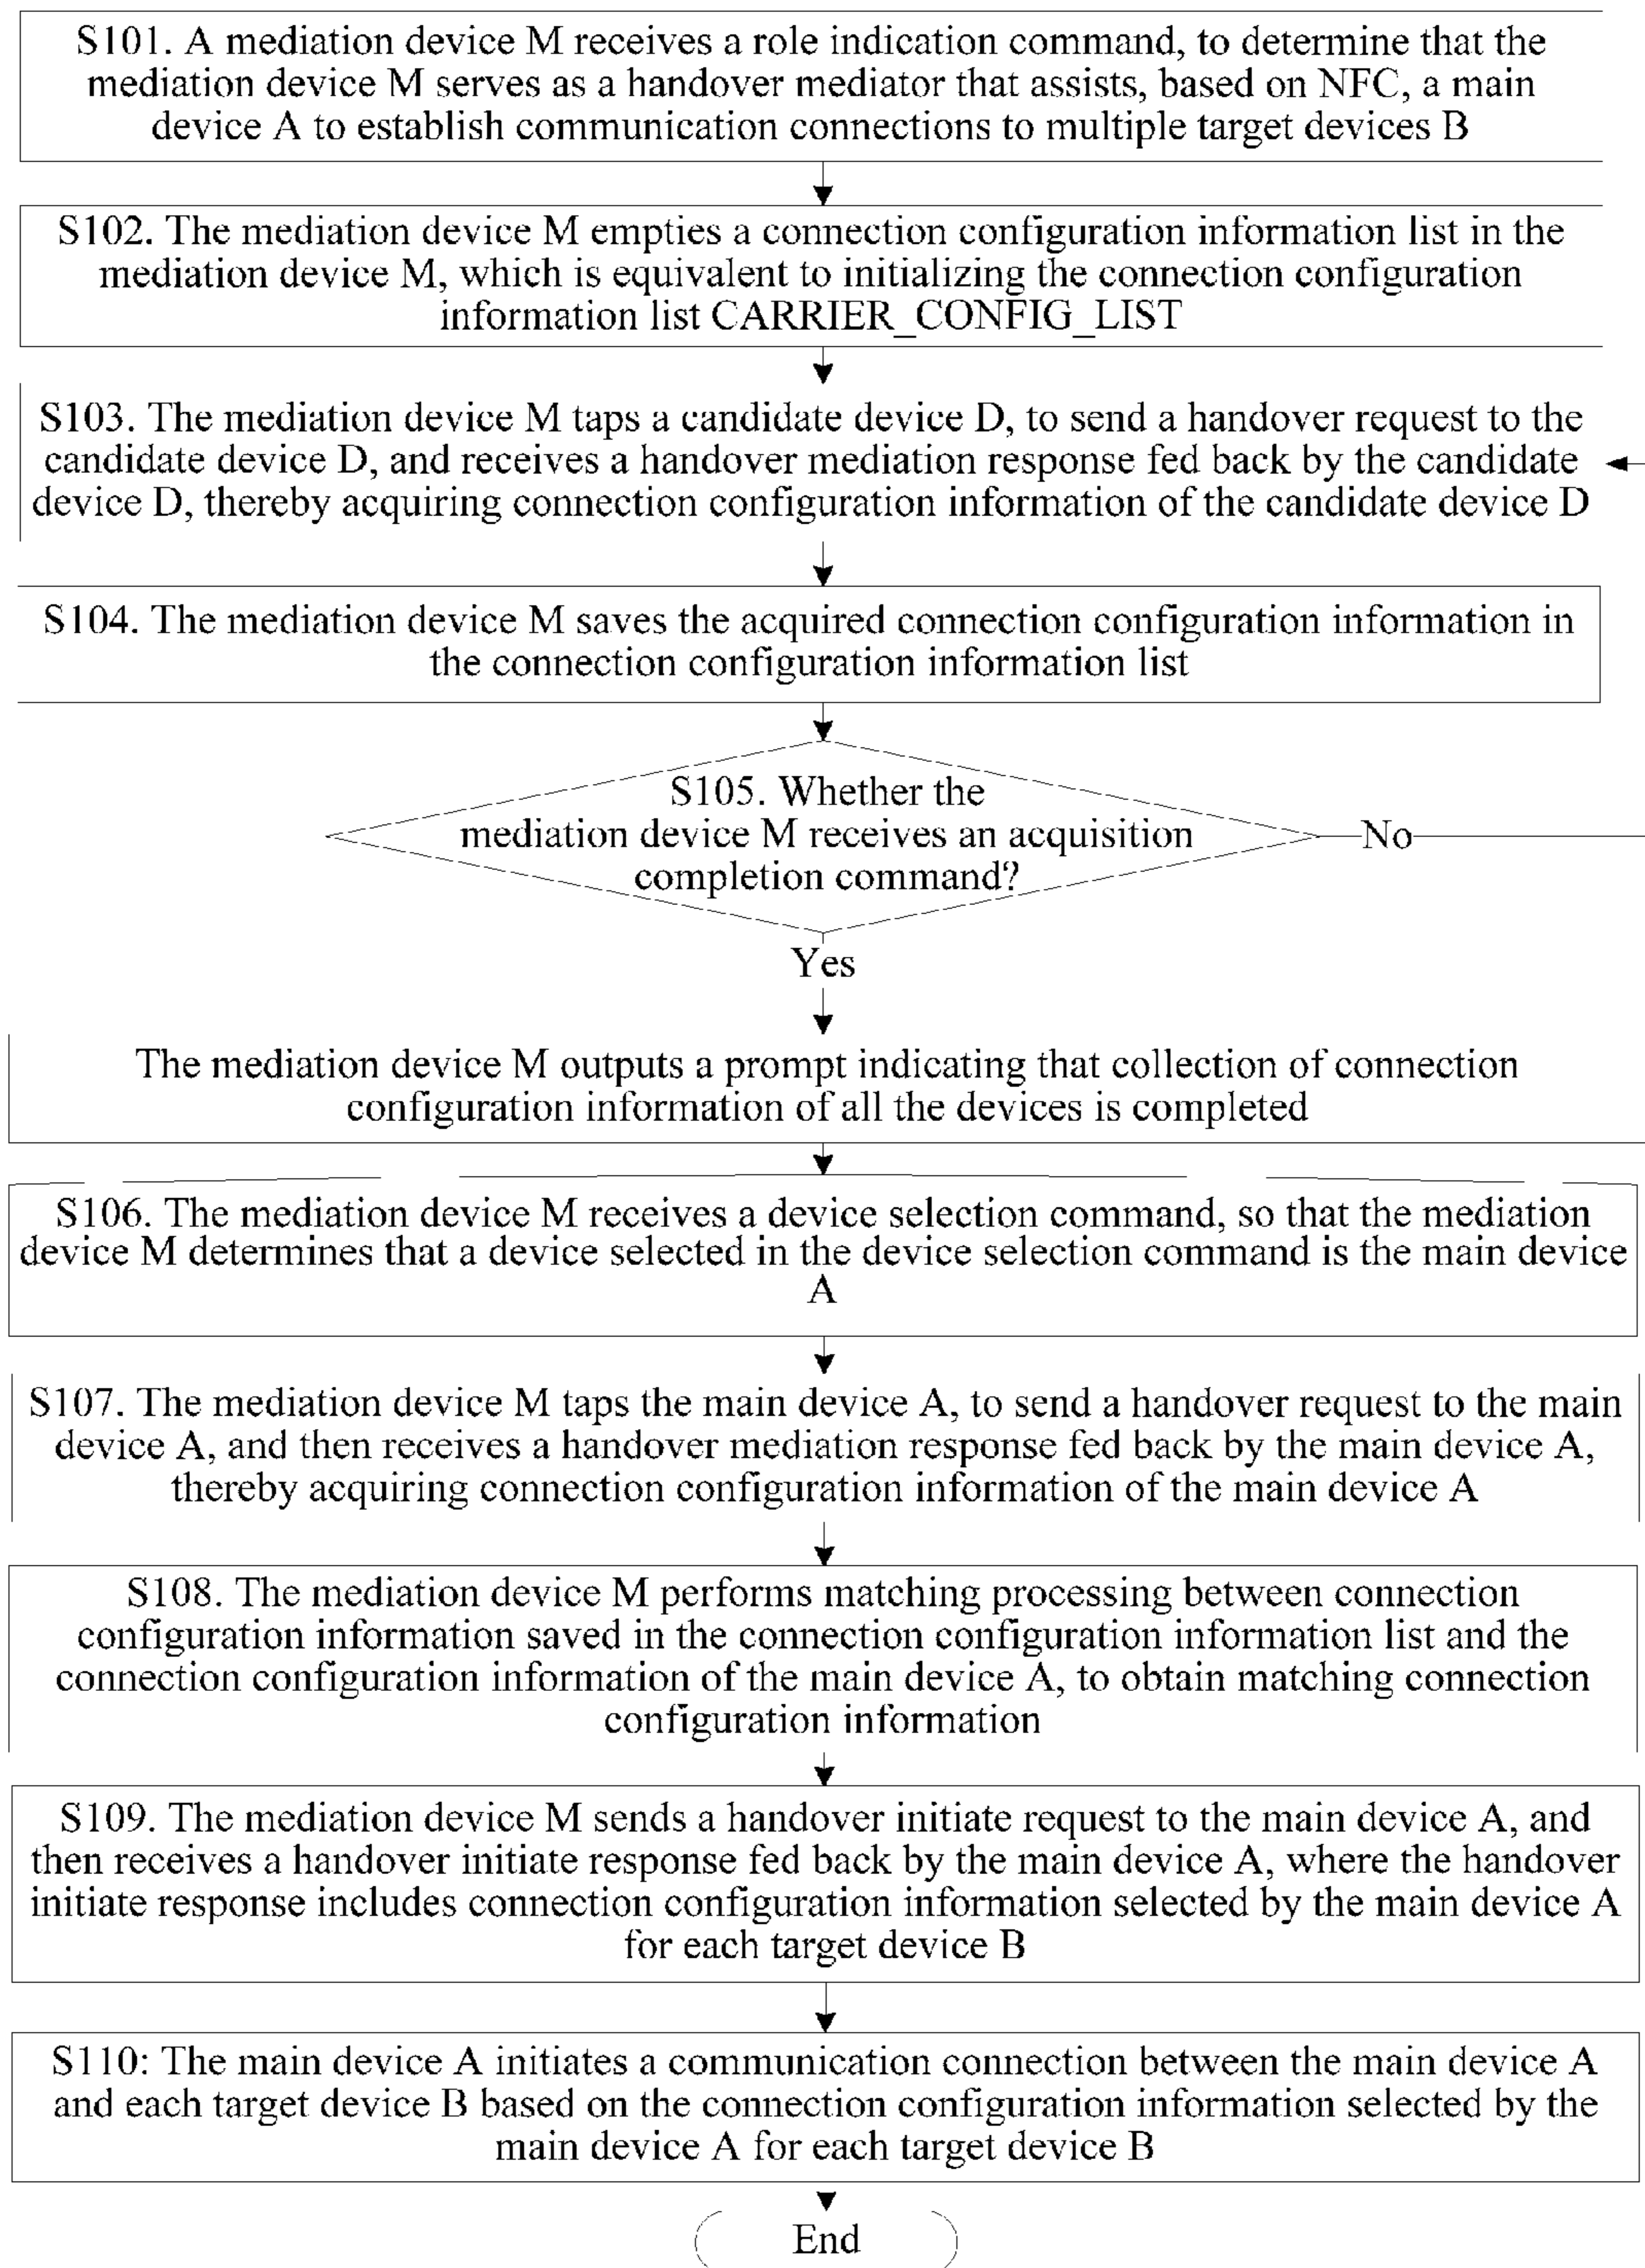 S101. A mediation device M receives a role indication command, to determine that the
mediation device M serves as a handover mediator that assists, based on NFC, a main
device A to establish communication connections to multiple target devices B
S102. The mediation device M empties a connection configuration information list in the
mediation device M, which is equivalent to initializing the connection configuration
information list CARRIER_CONFIG_LIST
S103. The mediation device M taps a candidate device D, to send a handover request to the
candidate device D, and receives a handover mediation response fed back by the candidate
device D, thereby acquiring connection configuration information of the candidate device D
S104. The mediation device M saves the acquired connection configuration information in
the connection configuration information list
S105. Whether the
mediation device M receives an acquisition
completion command?
No
Yes
The mediation device M outputs a prompt indicating that collection of connection
configuration information of all the devices is completed
S106. The mediation device M receives a device selection command, so that the mediation
device M determines that a device selected in the device selection command is the main device
A
S107. The mediation device M taps the main device A, to send a handover request to the main
device A, and then receives a handover mediation response fed back by the main device A,
thereby acquiring connection configuration information of the main device A
S108. The mediation device M performs matching processing between connection
configuration information saved in the connection configuration information list and the
connection configuration information of the main device A, to obtain matching connection
configuration information
S109. The mediation device M sends a handover initiate request to the main device A, and
then receives a handover initiate response fed back by the main device A, where the handover
initiate response includes connection configuration information selected by the main device A
for each target device B
S110: The main device A initiates a communication connection between the main device A
and each target device B based on the connection configuration information selected by the
main device A for each target device B
End